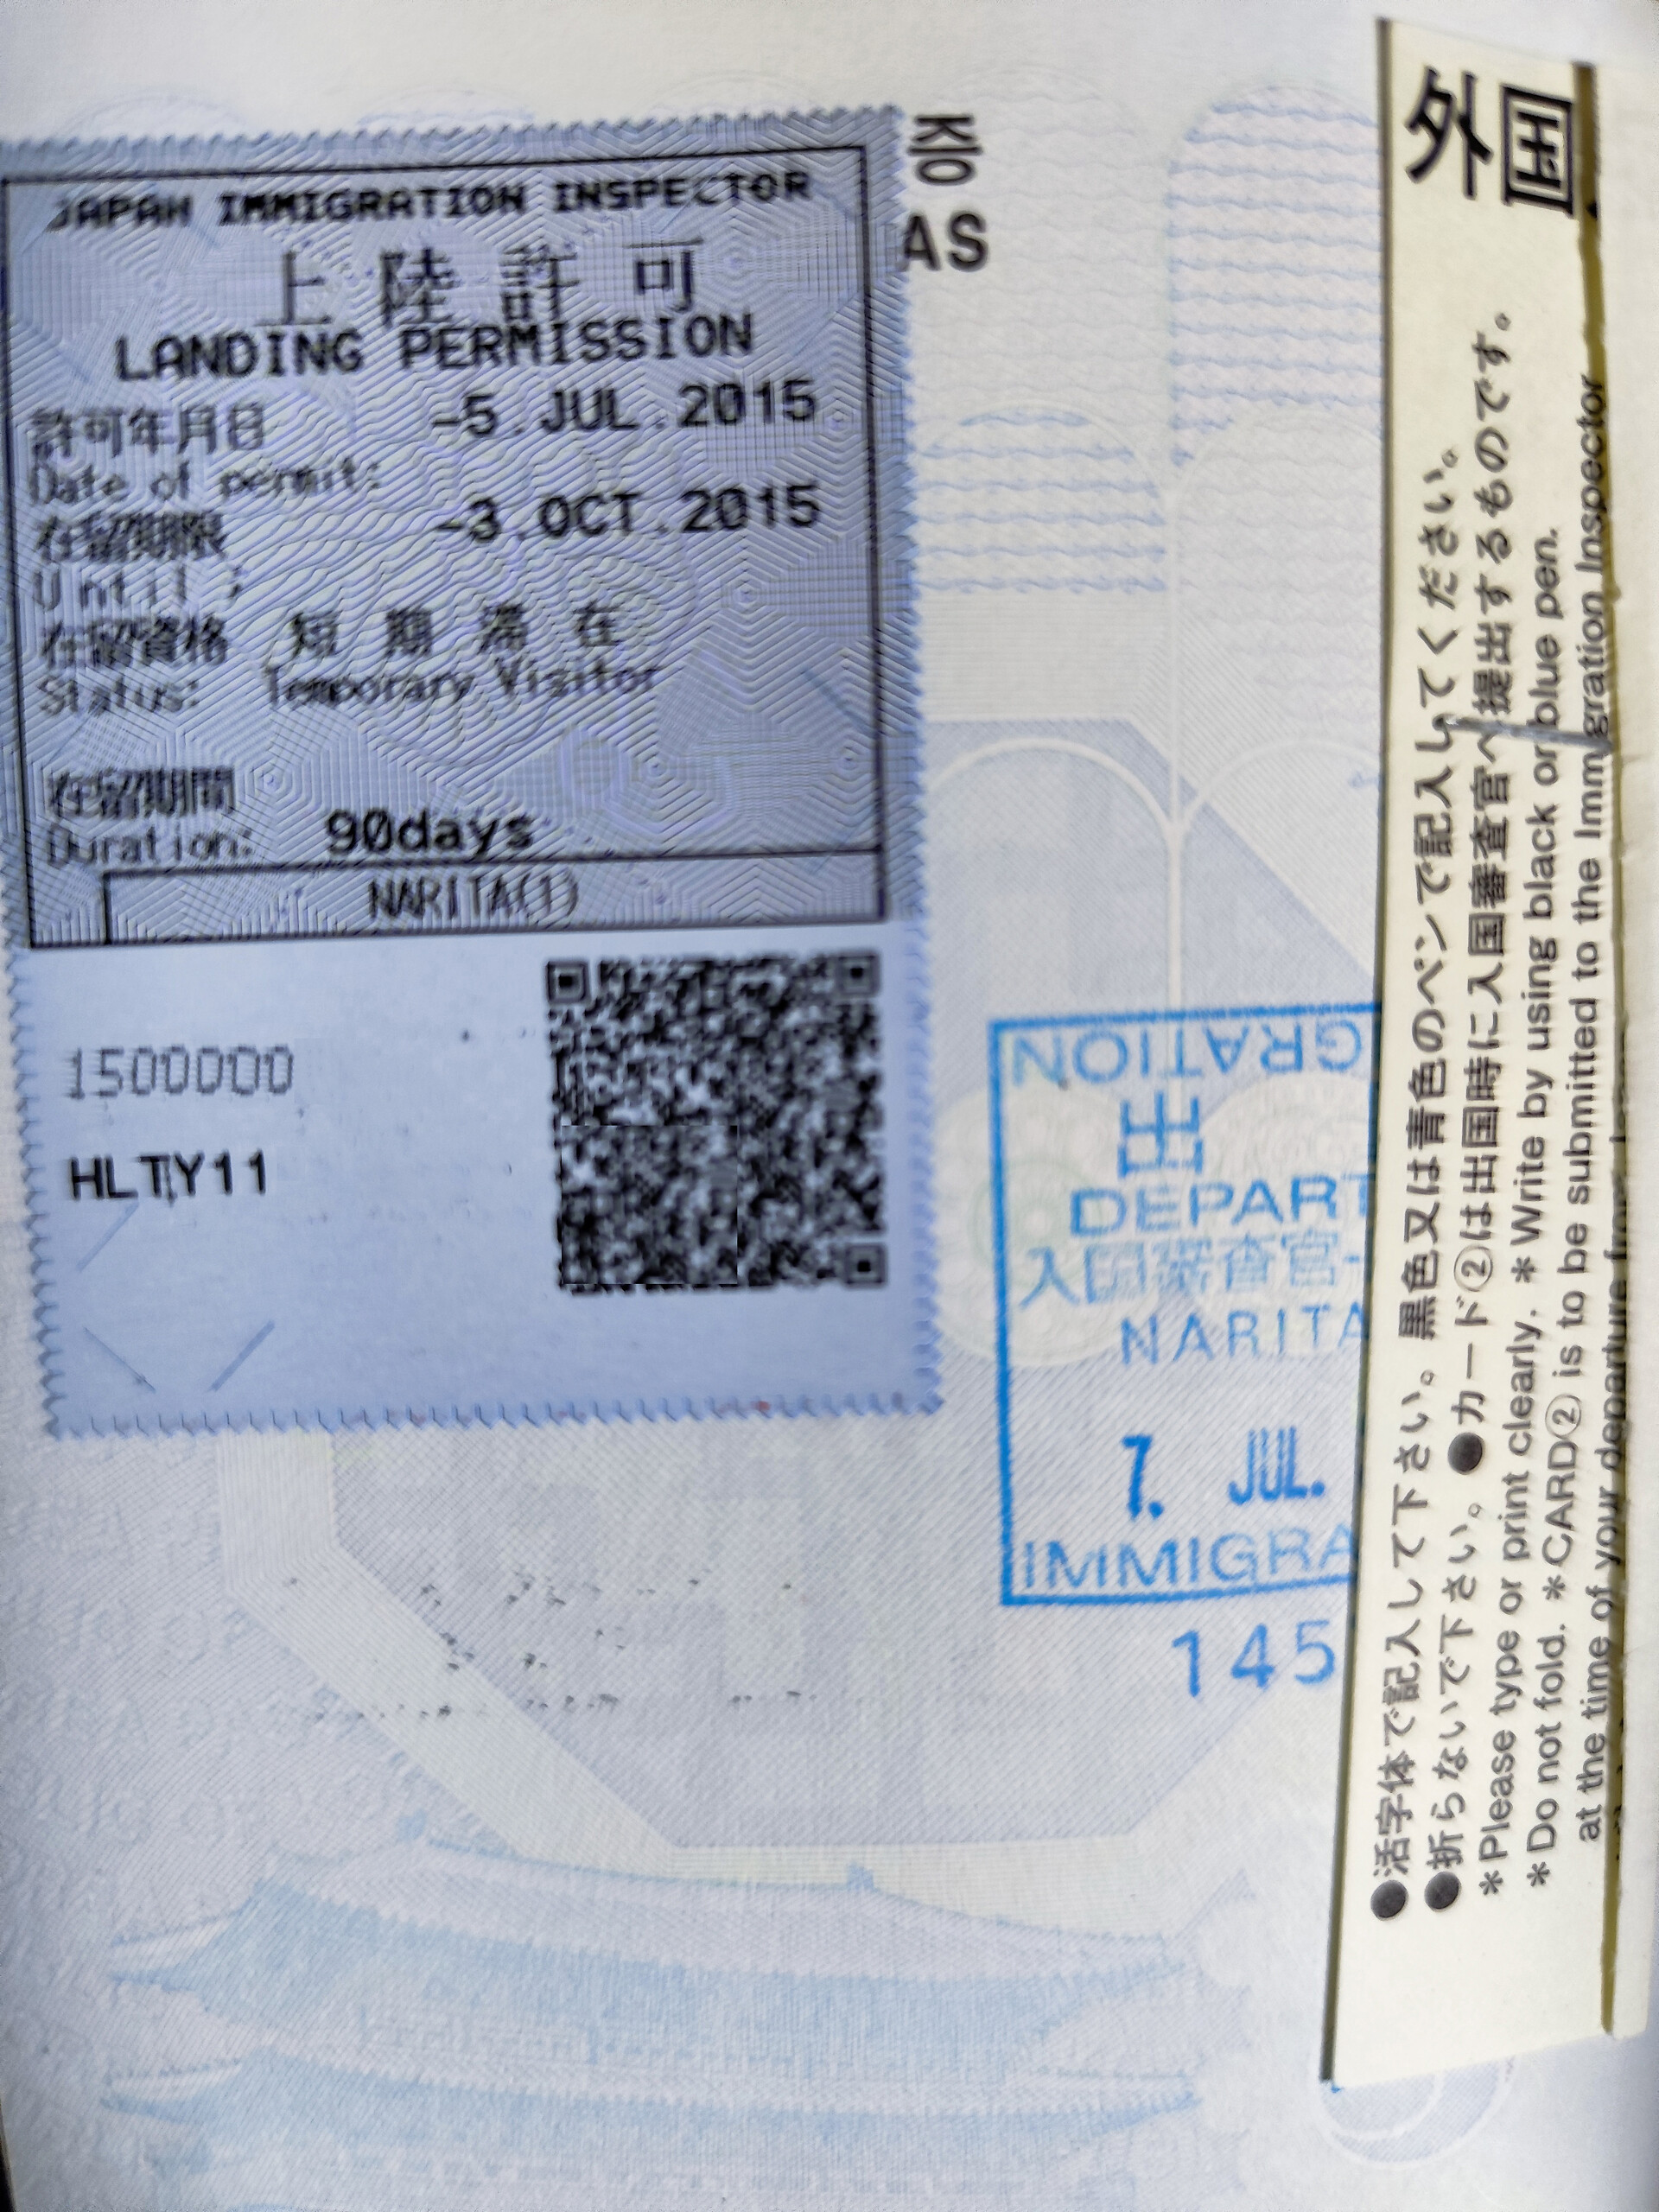 JAPAN IMMIGRATION INSPECTOR
上陸許可
LANDING PERMISSION
許可年月日 -5.JUL.2015
Date of permit:
在留期限 -3.OCT.2015
Until:
在留資格 短期滞在
Status: Temporary Visitor
在留期間
Duration: 90days
NARITA(1)
1500000
HLTY11
AS
GRATION
出
DEPART
入国審査官-
NARITA
7. JUL.
IMMIGRA
145
外国
●活字体で記入して下さい。黒色又は青色のペンで記入してください。
●折らないで下さい。●カード②は出国時に入国審査官へ提出するものです。
*Please type or print clearly. *Write by using black or blue pen.
*Do not fold. *CARD② is to be submitted to the Immigration Inspector
at the time of your departure from